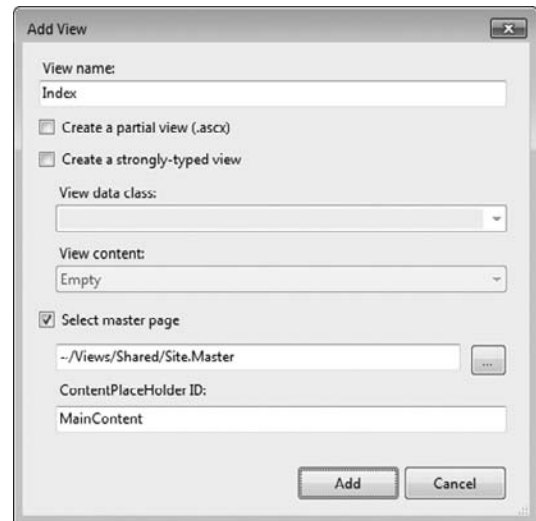 Add View
View name:
Index
Create a partial view (.ascx)
Create a strongly-typed view
View data class:
View content:
Empty
Select master page
~/Views/Shared/Site.Master
...
ContentPlaceHolder ID:
MainContent
Add Cancel